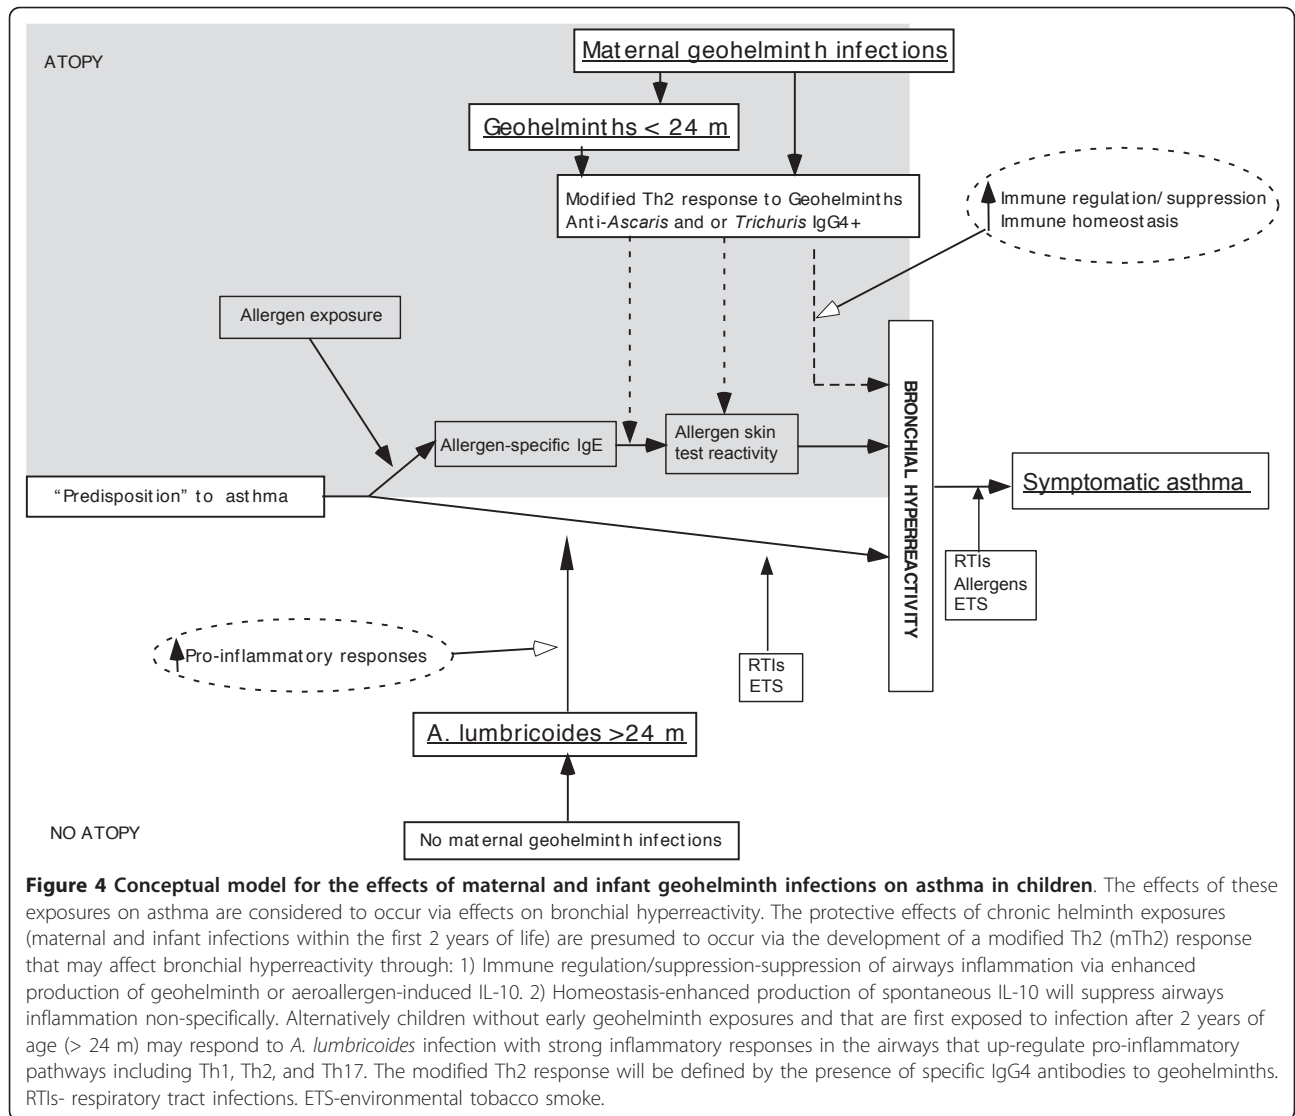 ATOPY
Maternal geohelminth infections
Geohelminths < 24 m
Modified Th2 response to Geohelminths
Anti-Ascaris and or Trichuris IgG4+
Immune regulation/ suppression
Immune homeostasis
Allergen exposure
Allergen-specific IgE
Allergen skin
test reactivity
BRONCHIAL HYPERREACTIVITY
"Predisposition" to asthma
Symptomatic asthma
RTIs
Allergens
ETS
Pro-inflammatory responses
RTIs
ETS
A. lumbricoides >24 m
NO ATOPY
No maternal geohelminth infections
Figure 4 Conceptual model for the effects of maternal and infant geohelminth infections on asthma in children. The effects of these
exposures on asthma are considered to occur via effects on bronchial hyperreactivity. The protective effects of chronic helminth exposures
(maternal and infant infections within the first 2 years of life) are presumed to occur via the development of a modified Th2 (mTh2) response
that may affect bronchial hyperreactivity through: 1) Immune regulation/suppression-suppression of airways inflammation via enhanced
production of geohelminth or aeroallergen-induced IL-10. 2) Homeostasis-enhanced production of spontaneous IL-10 will suppress airways
inflammation non-specifically. Alternatively children without early geohelminth exposures and that are first exposed to infection after 2 years of
age (> 24 m) may respond to A. lumbricoides infection with strong inflammatory responses in the airways that up-regulate pro-inflammatory
pathways including Th1, Th2, and Th17. The modified Th2 response will be defined by the presence of specific IgG4 antibodies to geohelminths.
RTIs- respiratory tract infections. ETS-environmental tobacco smoke.